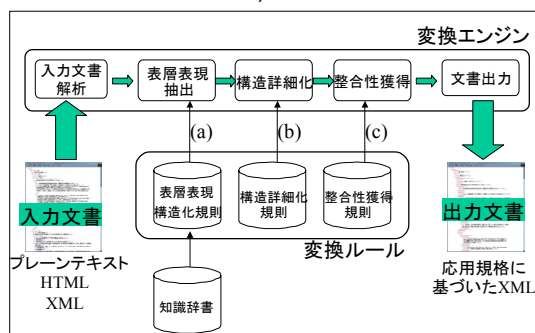 変換エンジン
入力文書
解析
表層表現
抽出
構造詳細化
整合性獲得
文書出力
(a)
(b)
(c)
表層表現
構造化規則
構造詳細化
規則
整合性獲得
規則
変換ルール
入力文書
プレーンテキスト
HTML
XML
知識辞書
出力文書
応用規格に
基づいたXML